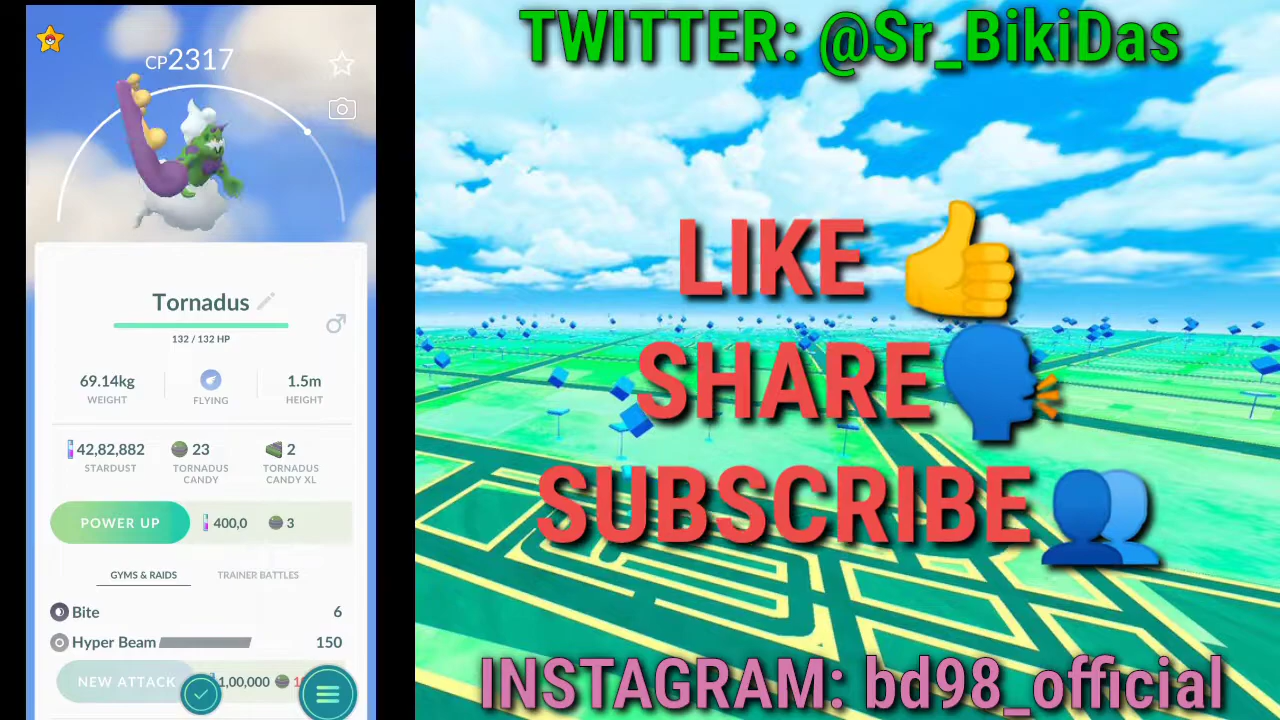 CP2317
Tornadus
132 / 132 HP
69.14kg
WEIGHT
FLYING
1.5m
HEIGHT
42,82,882
STARDUST
23
TORNADUS
CANDY
2
TORNADUS
CANDY XL
POWER UP 400,0 3
GYMS & RAIDS TRAINER BATTLES
Bite 6
Hyper Beam 150
NEW ATTACK 1,00,000
TWITTER: @Sr_BikiDas
LIKE
SHARE
SUBSCRIBE
INSTAGRAM: bd98_official